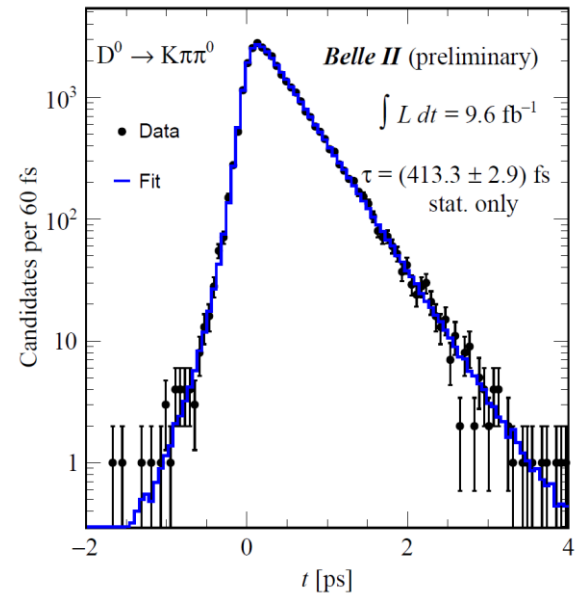 D⁰ → Kππ⁰
Belle II (preliminary)
∫ L dt = 9.6 fb⁻¹
Data
Fit
τ = (413.3 ± 2.9) fs
stat. only
Candidates per 60 fs
10³
10²
10
1
−2 0 2 4
t [ps]